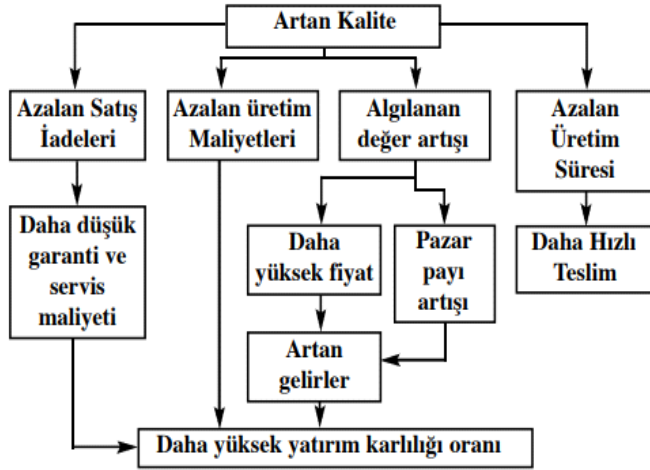 Artan Kalite
Azalan Satış
İadeleri
Azalan üretim
Maliyetleri
Algılanan
değer artışı
Azalan
Üretim
Süresi
Daha düşük
garanti ve
servis
maliyeti
Daha
yüksek fiyat
Pazar
payı
artışı
Daha Hızlı
Teslim
Artan
gelirler
Daha yüksek yatırım karlılığı oranı